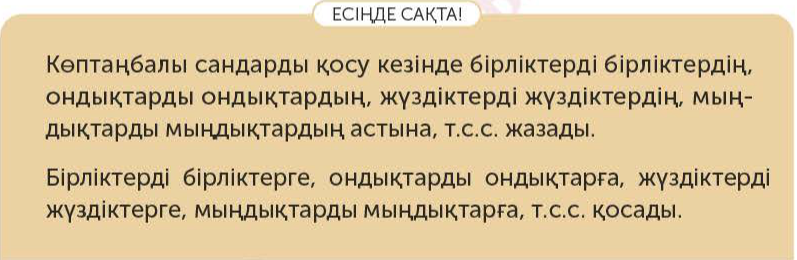 ЕСІҢДЕ САҚТА!
Көптаңбалы сандарды қосу кезінде бірліктерді бірліктердің,
ондықтарды ондықтардың, жүздіктерді жүздіктердің, мың-
дықтарды мыңдықтардың астына, т.с.с. жазады.
Бірліктерді бірліктерге, ондықтарды ондықтарға, жүздіктерді
жүздіктерге, мыңдықтарды мыңдықтарға, т.с.с. қосады.